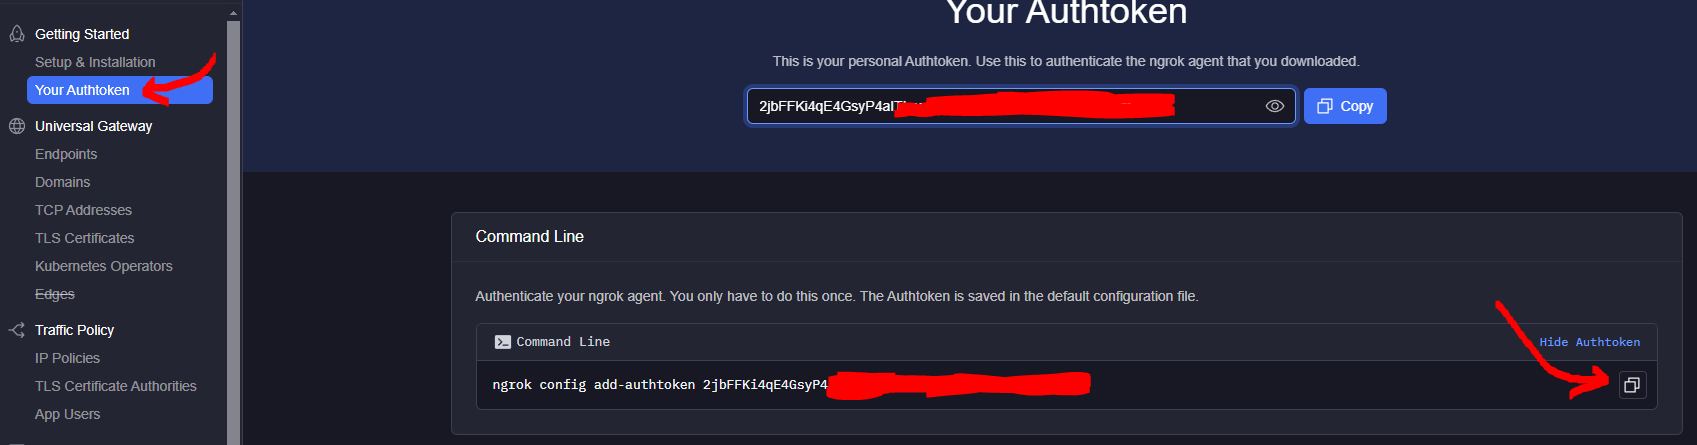 Getting Started
Setup & Installation
Your Authtoken
Universal Gateway
Endpoints
Domains
TCP Addresses
TLS Certificates
Kubernetes Operators
Edges
Traffic Policy
IP Policies
TLS Certificate Authorities
App Users
Your Authtoken
This is your personal Authtoken. Use this to authenticate the ngrok agent that you downloaded.
Copy
Command Line
Authenticate your ngrok agent. You only have to do this once. The Authtoken is saved in the default configuration file.
Command Line
Hide Authtoken
ngrok config add-authtoken 2jbFFKi4qE4GsyP4